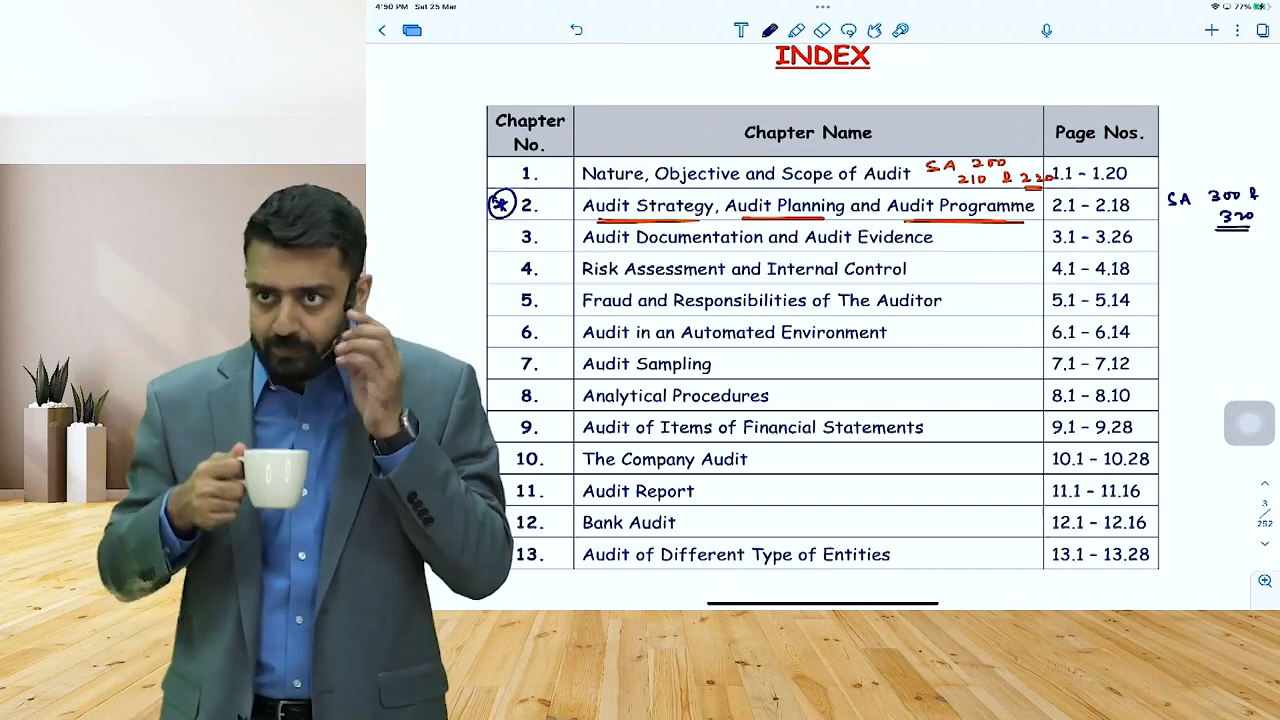 4:50 PM Sat 25 Mar
77%
INDEX
Chapter No. Chapter Name Page Nos.
1. Nature, Objective and Scope of Audit SA 200 1.1 – 1.20
210 & 220
2. Audit Strategy, Audit Planning and Audit Programme 2.1 – 2.18 SA 300 &
320
3. Audit Documentation and Audit Evidence 3.1 – 3.26
4. Risk Assessment and Internal Control 4.1 – 4.18
5. Fraud and Responsibilities of The Auditor 5.1 – 5.14
6. Audit in an Automated Environment 6.1 – 6.14
7. Audit Sampling 7.1 – 7.12
8. Analytical Procedures 8.1 – 8.10
9. Audit of Items of Financial Statements 9.1 – 9.28
10. The Company Audit 10.1 – 10.28
11. Audit Report 11.1 – 11.16
3
12. Bank Audit 12.1 – 12.16
252
13. Audit of Different Type of Entities 13.1 – 13.28